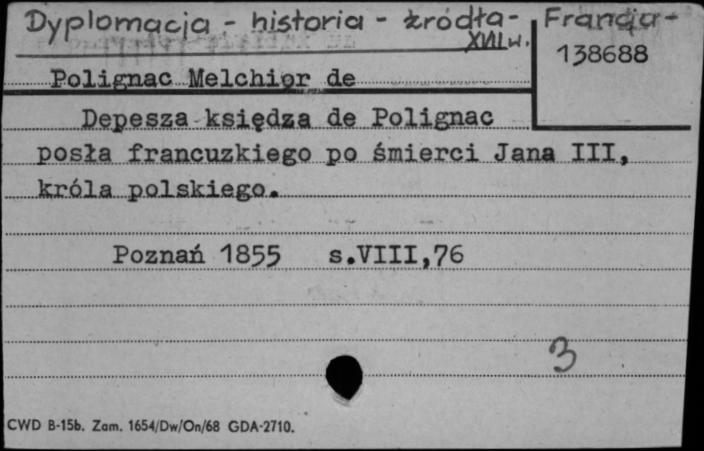 Dyplomacja - historia - źródła - Francja -
XVII w.
138688
Polignac Melchior de
Depesza księdza de Polignac
posła francuzkiego po śmierci Jana III,
króla polskiego.
Poznań 1855 s.VIII,76
3
CWD B-15b. Zam. 1654/Dw/On/68 GDA-2710.